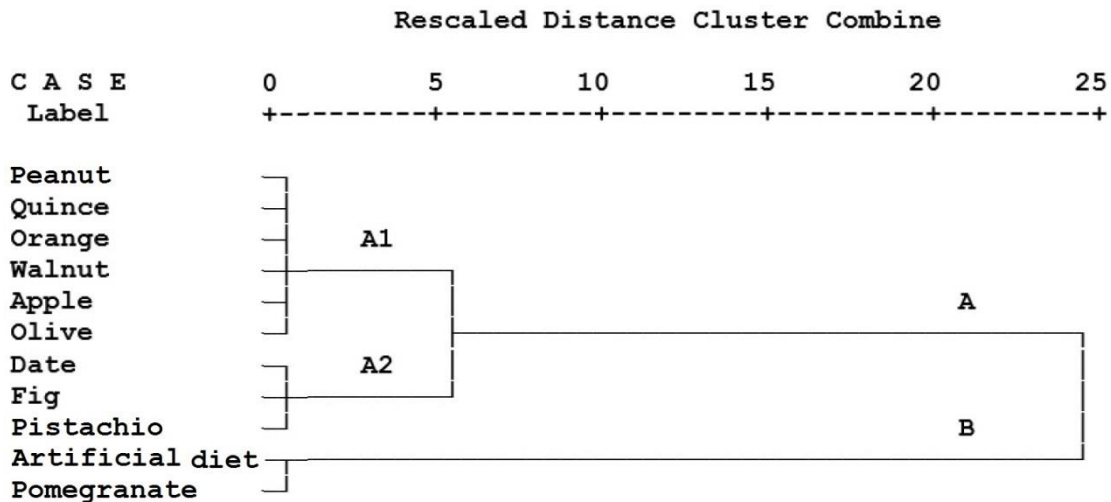 Rescaled Distance Cluster Combine
C A S E 0 5 10 15 20 25
Label +---------+---------+---------+---------+---------+
Peanut
Quince
Orange A1
Walnut
Apple A
Olive
Date A2
Fig
Pistachio B
Artificial diet
Pomegranate